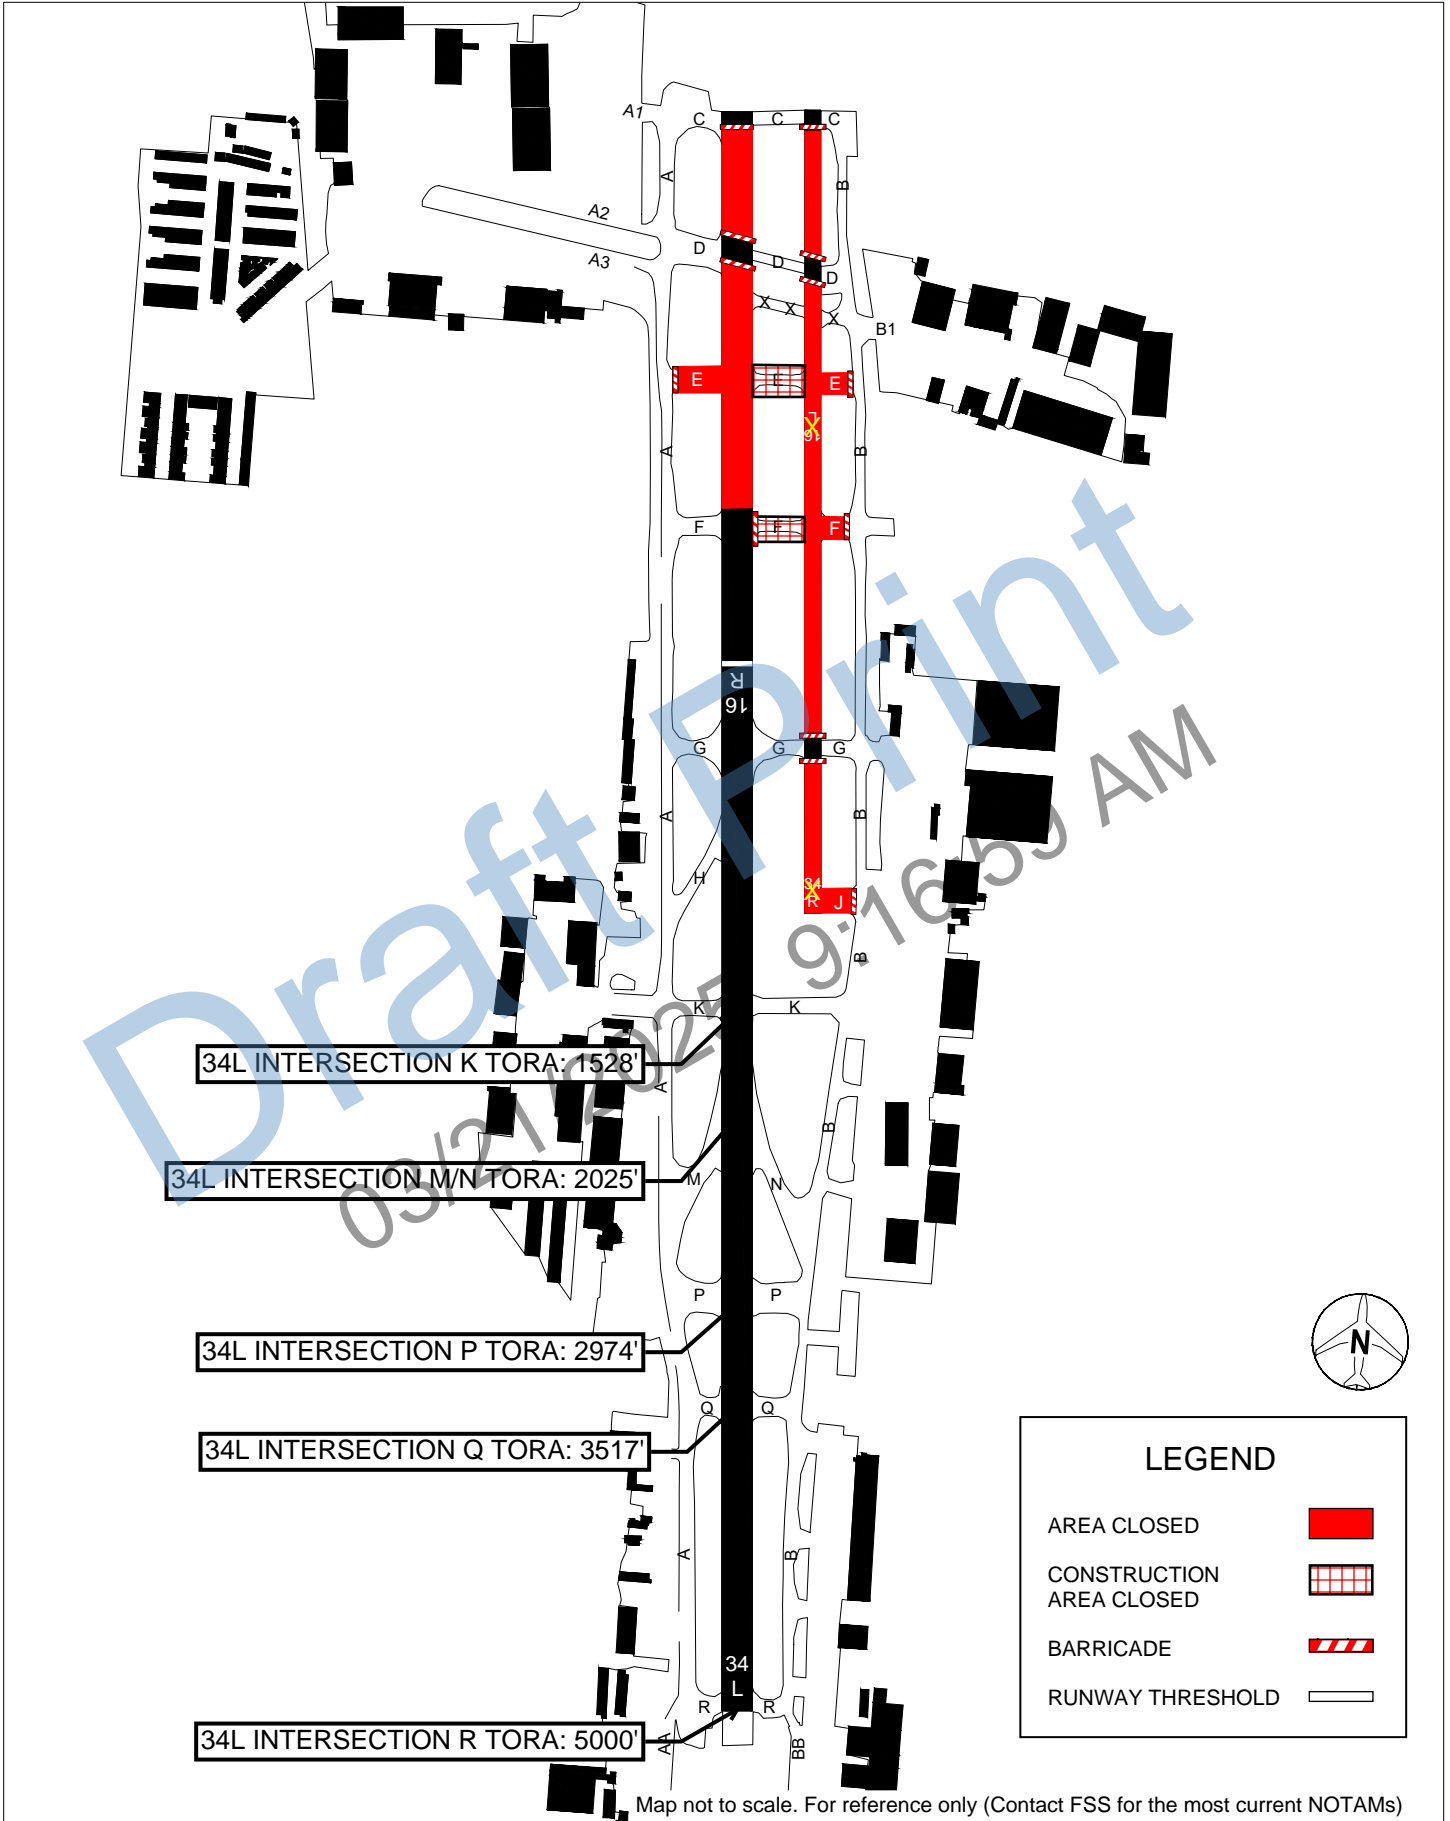 A1
C
C
C
A
B
A2
D
A3
D
D
X
X
X
B1
E
E
E
16
L
X
A
B
F
F
F
16
R
G
G
G
A
B
H
34
R
X
J
B
K
K
34L INTERSECTION K TORA: 1528'
A
B
34L INTERSECTION M/N TORA: 2025'
M
N
P
P
34L INTERSECTION P TORA: 2974'
Q
Q
34L INTERSECTION Q TORA: 3517'
A
B
34
L
R
R
34L INTERSECTION R TORA: 5000'
AA
BB
N
LEGEND
AREA CLOSED
CONSTRUCTION
AREA CLOSED
BARRICADE
RUNWAY THRESHOLD
Map not to scale. For reference only (Contact FSS for the most current NOTAMs)
Draft Print
03/21/2025 9:16:59 AM